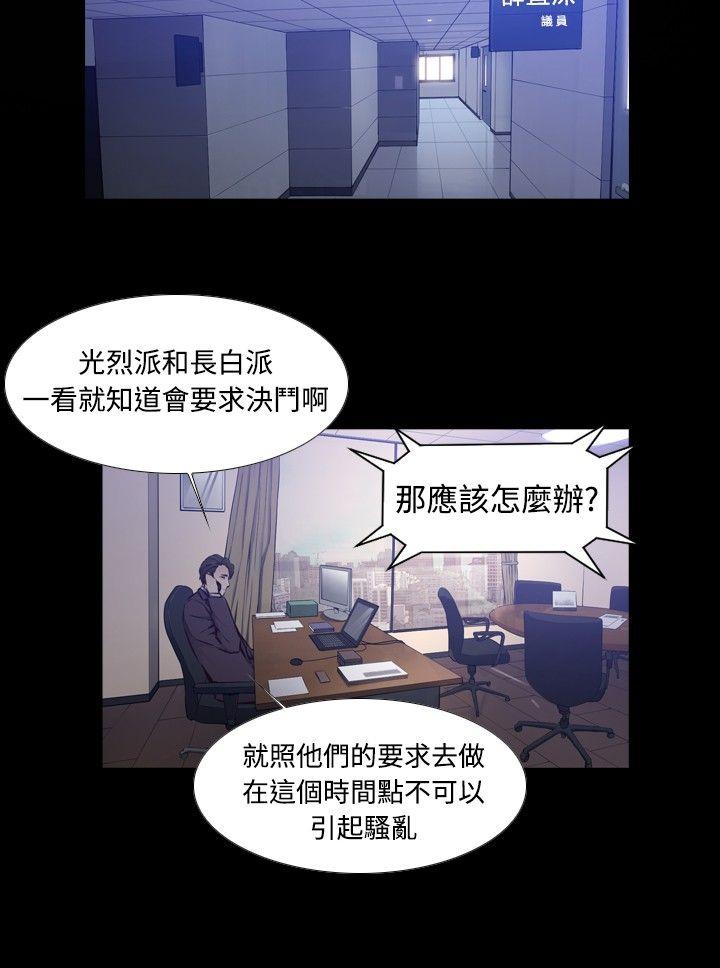 議員
光烈派和長白派
一看就知道會要求決鬥啊
那應該怎麼辦?
就照他們的要求去做
在這個時間點不可以
引起騷亂